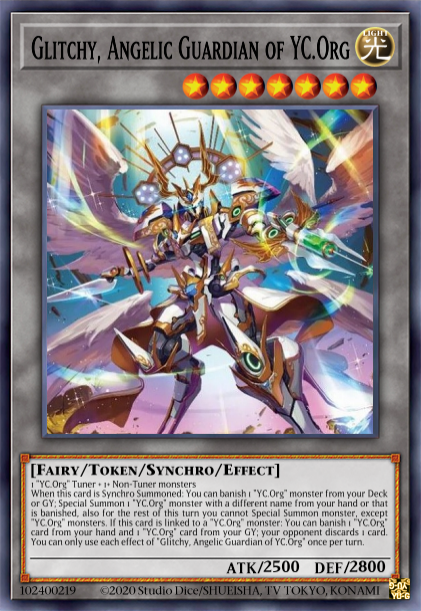 Glitchy, Angelic Guardian of YC.Org
LIGHT
光
[Fairy/Token/Synchro/Effect]
1 "YC.Org" Tuner + 1+ Non-Tuner monsters
When this card is Synchro Summoned: You can banish 1 "YC.Org" monster from your Deck
or GY; Special Summon 1 "YC.Org" monster with a different name from your hand or
that is banished, also for the rest of this turn you cannot Special Summon monster, except
"YC.Org" monsters. If this card is linked to a "YC.Org" monster: You can banish 1 "YC.Org"
card from your hand and 1 "YC.Org" card from your GY; your opponent discards 1 card.
You can only use each effect of "Glitchy, Angelic Guardian of YC.Org" once per turn.
ATK/2500 DEF/2800
102400219 ©2020 Studio Dice/SHUEISHA, TV TOKYO, KONAMI